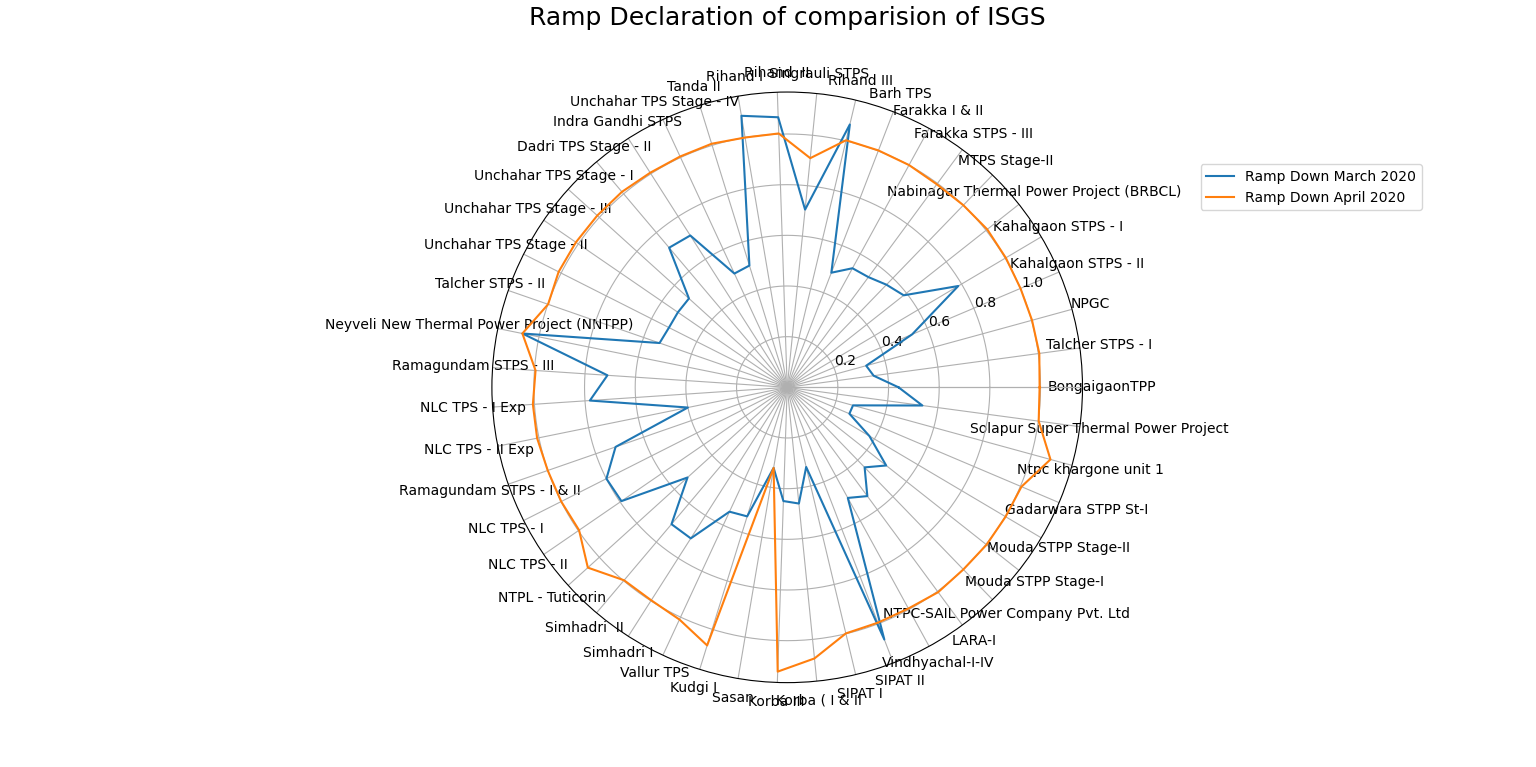 Ramp Declaration of comparision of ISGS
Singrauli STPS
Rihand II
Rihand I
Rihand III
Tanda II
Barh TPS
Unchahar TPS Stage - IV
Farakka I & II
Indra Gandhi STPS
Farakka STPS - III
Dadri TPS Stage - II
MTPS Stage-II
Unchahar TPS Stage - I
Nabinagar Thermal Power Project (BRBCL)
Unchahar TPS Stage - III
Kahalgaon STPS - I
Unchahar TPS Stage - II
Kahalgaon STPS - II
Talcher STPS - II
NPGC
Neyveli New Thermal Power Project (NNTPP)
Talcher STPS - I
Ramagundam STPS - III
BongaigaonTPP
NLC TPS - I Exp
Solapur Super Thermal Power Project
NLC TPS - II Exp
Ntpc khargone unit 1
Ramagundam STPS - I & II
Gadarwara STPP St-I
NLC TPS - I
Mouda STPP Stage-II
NLC TPS - II
Mouda STPP Stage-I
NTPL - Tuticorin
NTPC-SAIL Power Company Pvt. Ltd
Simhadri  II
LARA-I
Simhadri I
Vindhyachal-I-IV
Vallur TPS
SIPAT II
Kudgi I
SIPAT I
Sasan
Korba III
Korba ( I & II
0.2
0.4
0.6
0.8
1.0
Ramp Down March 2020
Ramp Down April 2020